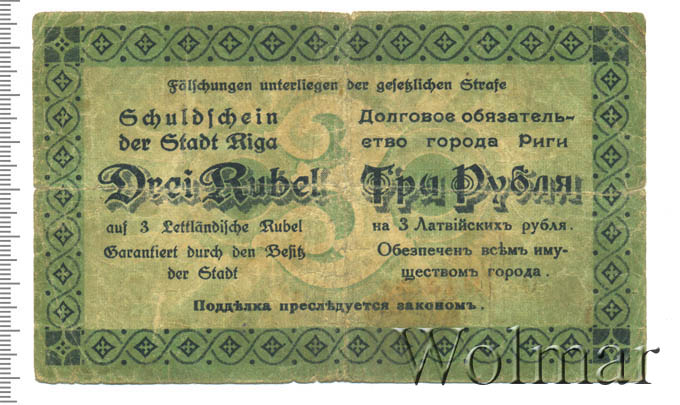 Fölschungen unterliegen der gesetzlichen Strafe
Schuldschein
der Stadt Riga
Drei Rubel
auf 3 Lettländische Rubel
Garantiert durch den Besitz
der Stadt
Долговое обязатель-
ство города Риги
Три Рубля
на 3 Латвійскихъ рубля.
Обезпеченъ всѣмъ иму-
ществомъ города.
3
Поддѣлка преслѣдуется закономъ.
Wolmar